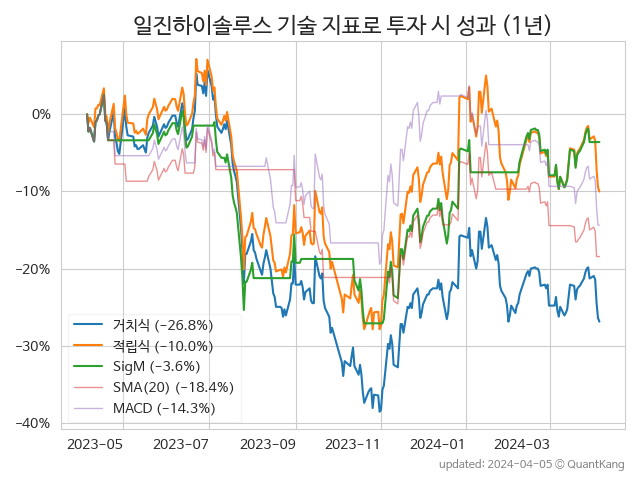 일진하이솔루스 기술 지표로 투자 시 성과 (1년)
0%
−10%
−20%
−30%
−40%
거치식 (−26.8%)
적립식 (−10.0%)
SigM (−3.6%)
SMA(20) (−18.4%)
MACD (−14.3%)
2023−05 2023−07 2023−09 2023−11 2024−01 2024−03
updated: 2024−04−05 © QuantKang